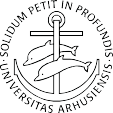 SOLIDUM PETIT IN PROFUNDIS
UNIVERSITAS ARHUSIENSIS